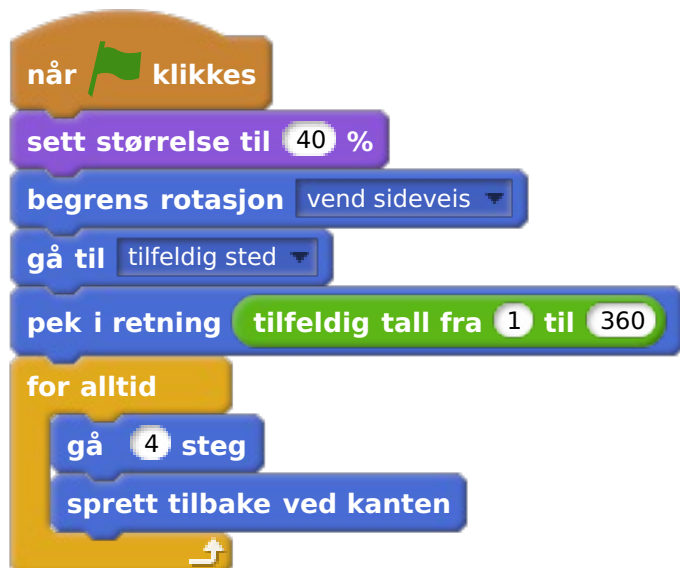 når klikkes
sett størrelse til 40 %
begrens rotasjon vend sideveis
gå til tilfeldig sted
pek i retning tilfeldig tall fra 1 til 360
for alltid
gå 4 steg
sprett tilbake ved kanten